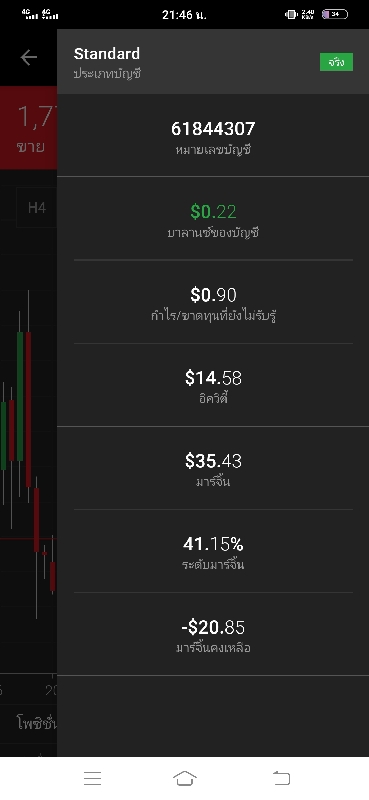 4G 4G 21:46 น. 2.40 KB/s 34
Standard
ประเภทบัญชี
จริง
61844307
หมายเลขบัญชี
$0.22
บาลานซ์ของบัญชี
$0.90
กำไร/ขาดทุนที่ยังไม่รับรู้
$14.58
อิควิตี้
$35.43
มาร์จิ้น
41.15%
ระดับมาร์จิ้น
-$20.85
มาร์จิ้นคงเหลือ
1,7
ขาย
H4
20
โพซิชั่น